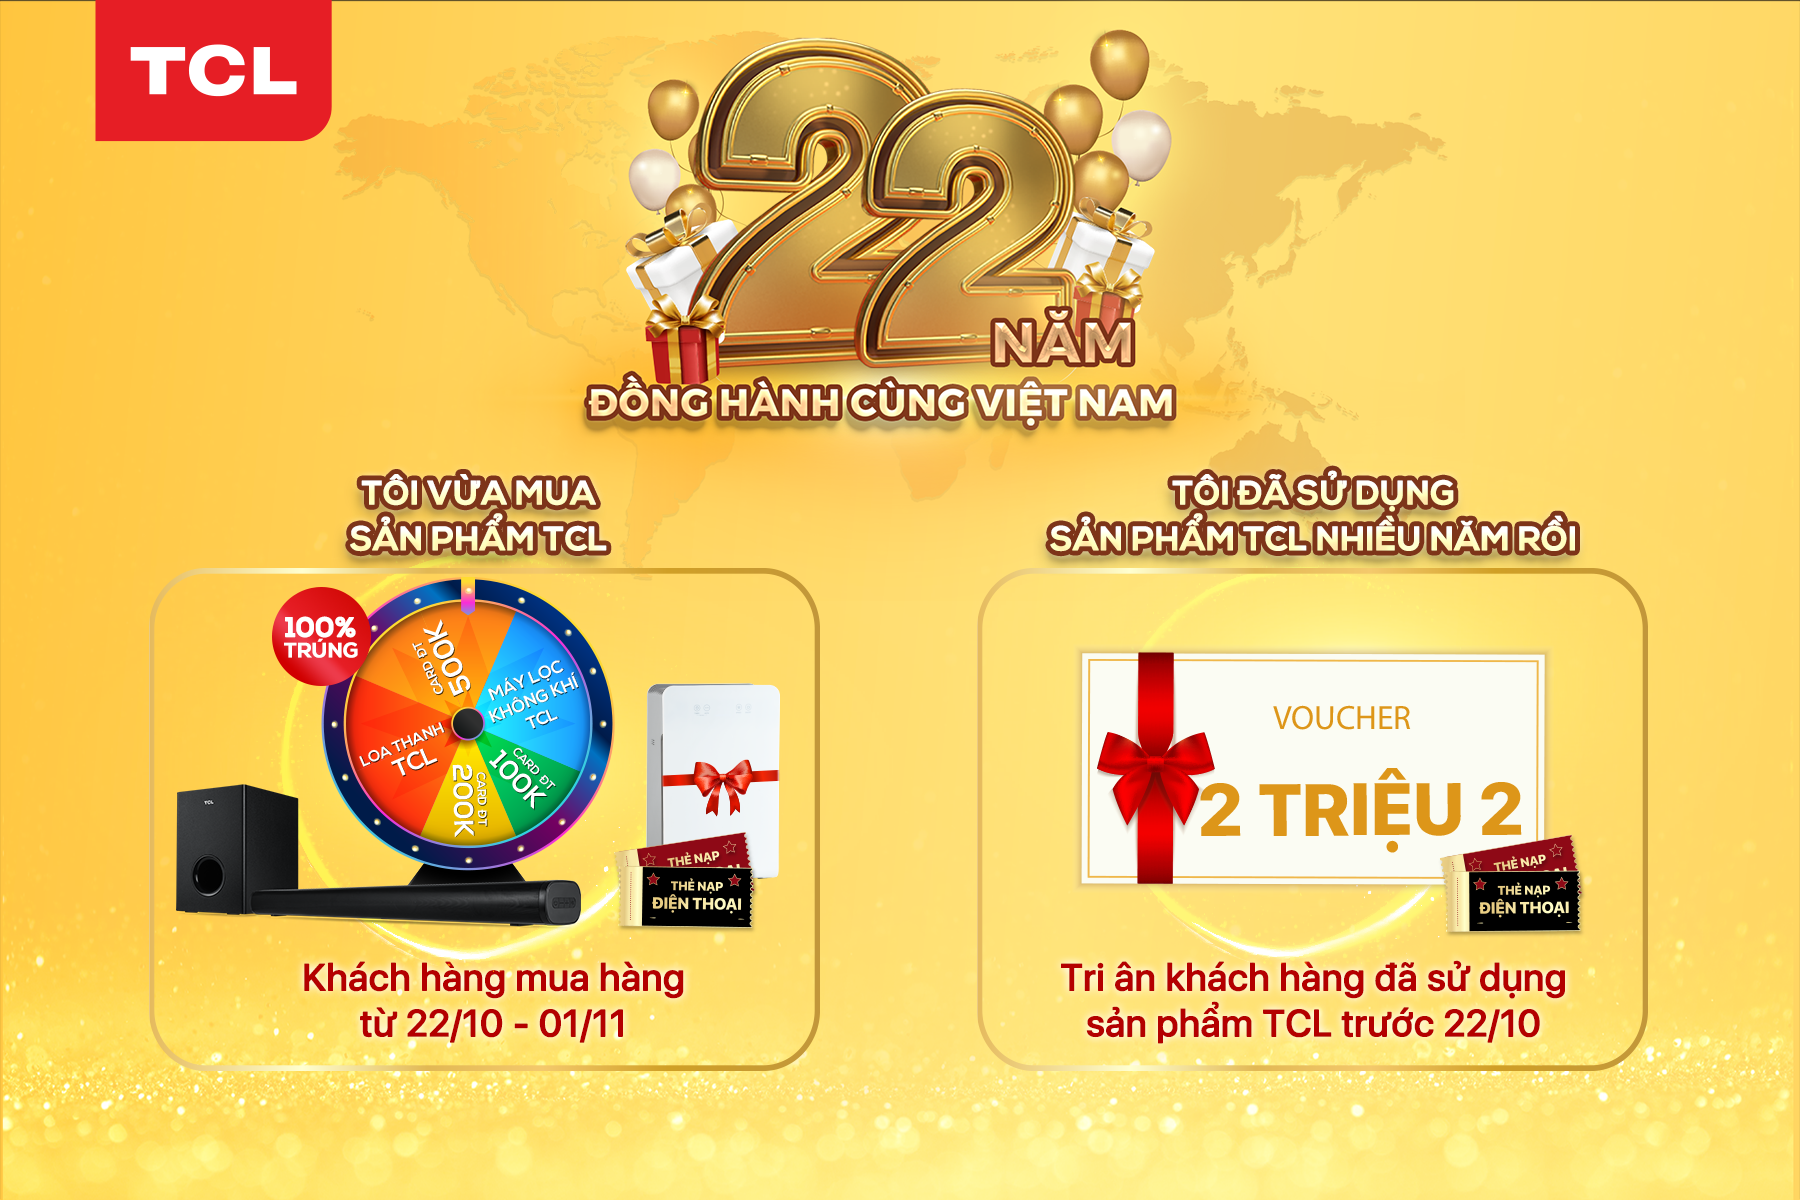 TCL
22
NĂM
ĐỒNG HÀNH CÙNG VIỆT NAM
TÔI VỪA MUA
SẢN PHẨM TCL
100%
TRÚNG
CARD ĐT
500K
MÁY LỌC
KHÔNG KHÍ
TCL
CARD ĐT
100K
CARD ĐT
200K
LOA THANH
TCL
TCL
THẺ NẠP
THẺ NẠP
ĐIỆN THOẠI
Khách hàng mua hàng
từ 22/10 - 01/11
TÔI ĐÃ SỬ DỤNG
SẢN PHẨM TCL NHIỀU NĂM RỒI
VOUCHER
2 TRIỆU 2
THẺ NẠP
THẺ NẠP
ĐIỆN THOẠI
Tri ân khách hàng đã sử dụng
sản phẩm TCL trước 22/10